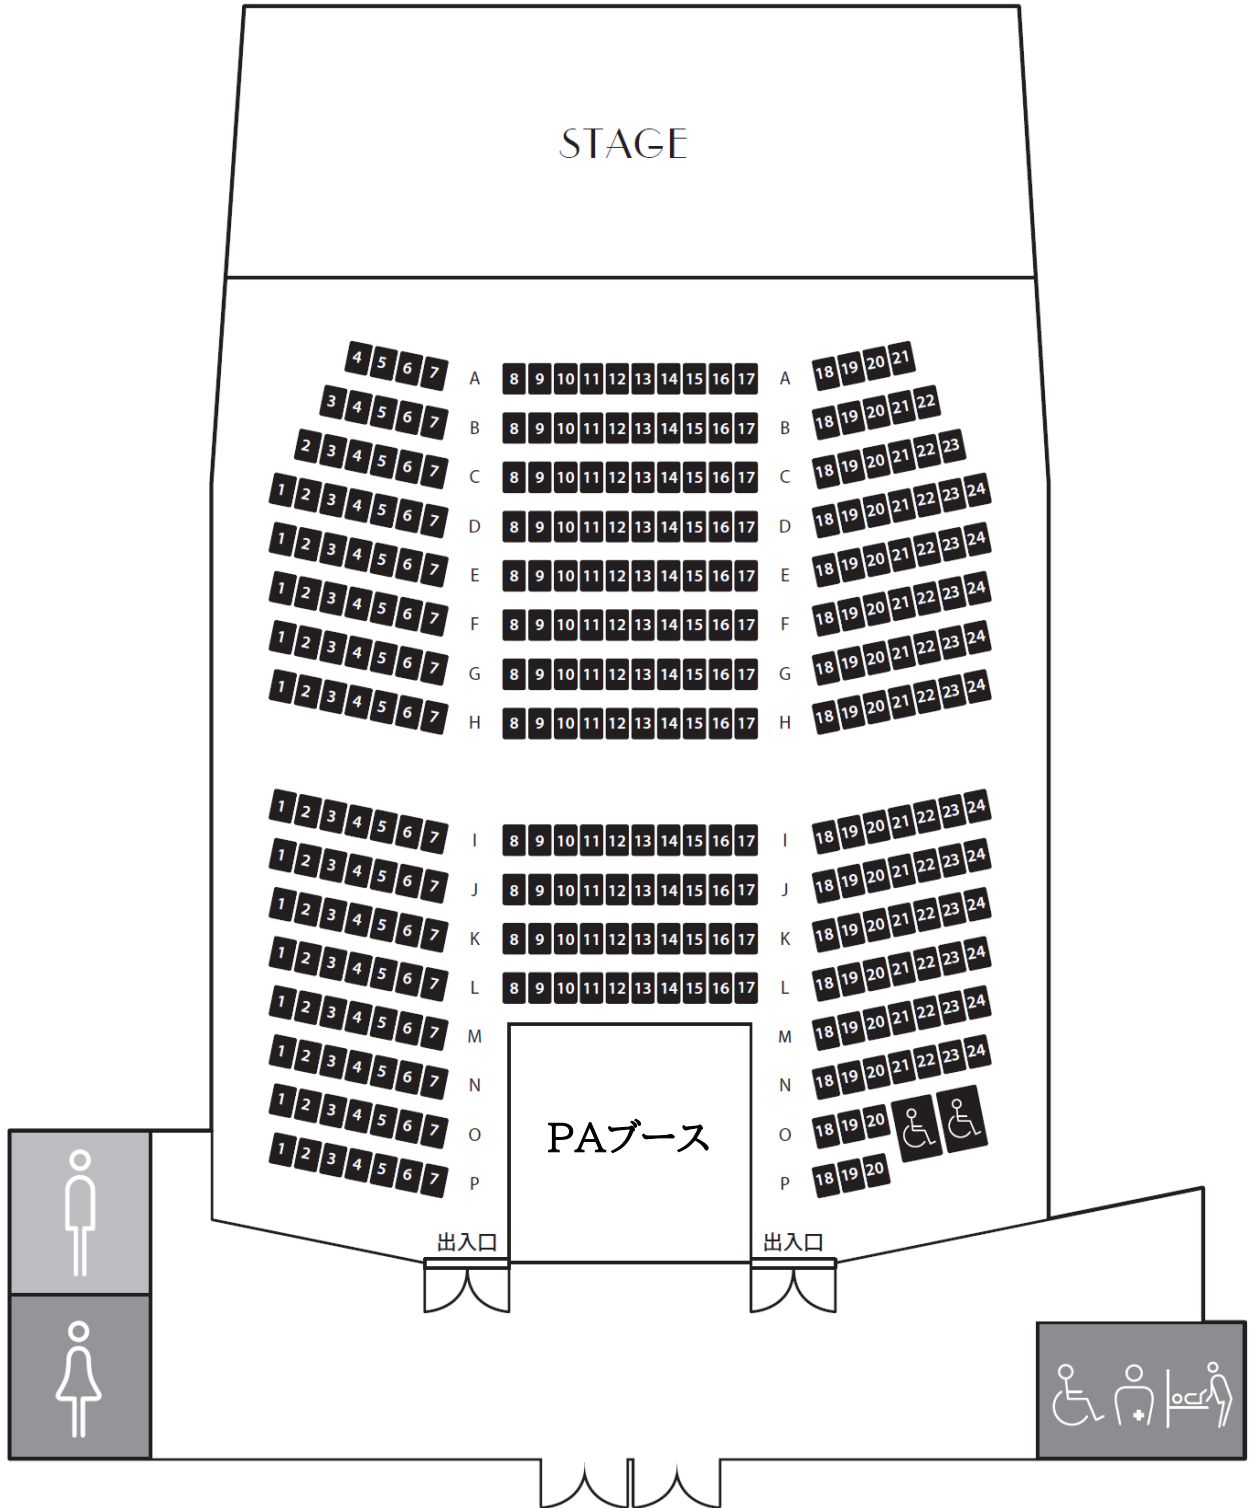 STAGE
4 5 6 7 A 8 9 10 11 12 13 14 15 16 17 A 18 19 20 21
3 4 5 6 7 B 8 9 10 11 12 13 14 15 16 17 B 18 19 20 21 22
2 3 4 5 6 7 C 8 9 10 11 12 13 14 15 16 17 C 18 19 20 21 22 23
1 2 3 4 5 6 7 D 8 9 10 11 12 13 14 15 16 17 D 18 19 20 21 22 23 24
1 2 3 4 5 6 7 E 8 9 10 11 12 13 14 15 16 17 E 18 19 20 21 22 23 24
1 2 3 4 5 6 7 F 8 9 10 11 12 13 14 15 16 17 F 18 19 20 21 22 23 24
1 2 3 4 5 6 7 G 8 9 10 11 12 13 14 15 16 17 G 18 19 20 21 22 23 24
1 2 3 4 5 6 7 H 8 9 10 11 12 13 14 15 16 17 H 18 19 20 21 22 23 24
1 2 3 4 5 6 7 I 8 9 10 11 12 13 14 15 16 17 I 18 19 20 21 22 23 24
1 2 3 4 5 6 7 J 8 9 10 11 12 13 14 15 16 17 J 18 19 20 21 22 23 24
1 2 3 4 5 6 7 K 8 9 10 11 12 13 14 15 16 17 K 18 19 20 21 22 23 24
1 2 3 4 5 6 7 L 8 9 10 11 12 13 14 15 16 17 L 18 19 20 21 22 23 24
1 2 3 4 5 6 7 M M 18 19 20 21 22 23 24
1 2 3 4 5 6 7 N N 18 19 20 21 22 23 24
1 2 3 4 5 6 7 O PAブース O 18 19 20
1 2 3 4 5 6 7 P P 18 19 20
出入口 出入口